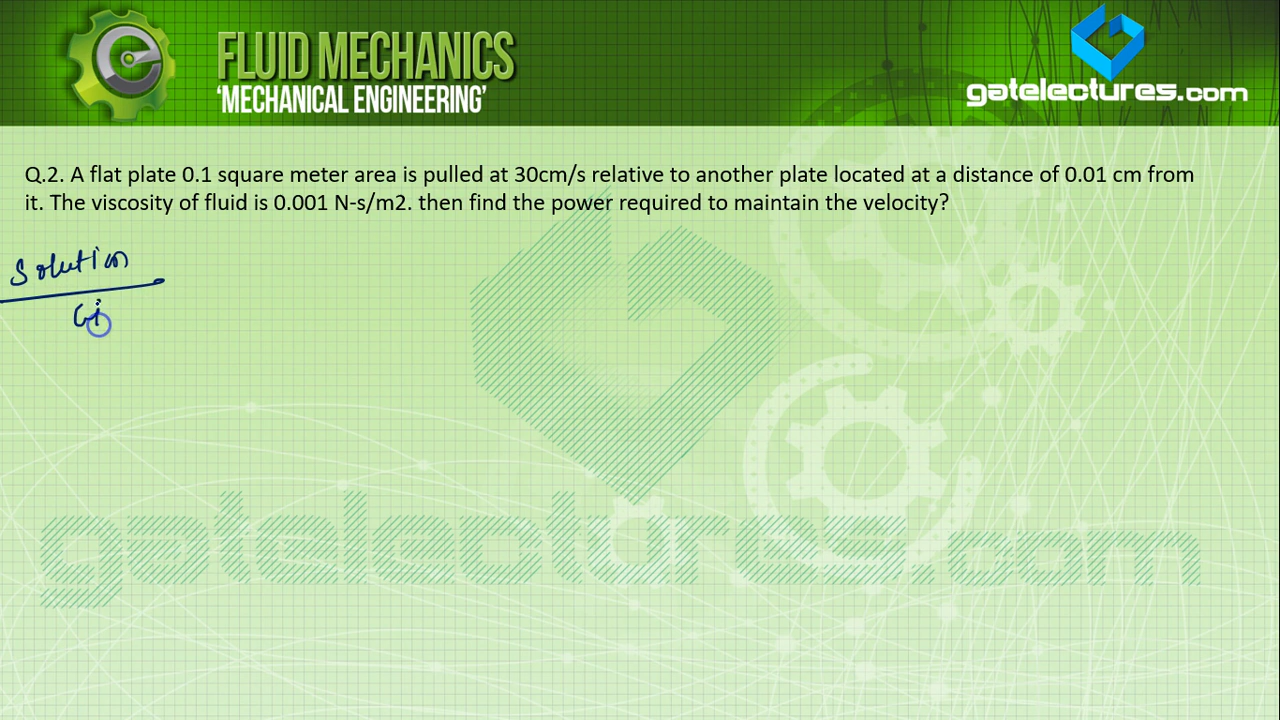 FLUID MECHANICS
'MECHANICAL ENGINEERING'
gatelectures.com
Q.2. A flat plate 0.1 square meter area is pulled at 30cm/s relative to another plate located at a distance of 0.01 cm from
it. The viscosity of fluid is 0.001 N-s/m2. then find the power required to maintain the velocity?
Solution
Gi
gatelectures.com